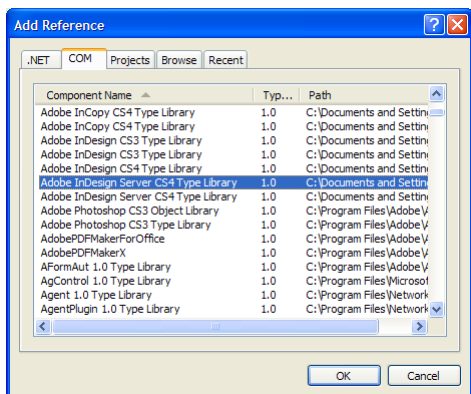 Add Reference
.NET COM Projects Browse Recent
Component Name Typ... Path
Adobe InCopy CS4 Type Library 1.0 C:\Documents and Setting
Adobe InCopy CS4 Type Library 1.0 C:\Documents and Setting
Adobe InDesign CS3 Type Library 1.0 C:\Documents and Setting
Adobe InDesign CS3 Type Library 1.0 C:\Documents and Setting
Adobe InDesign CS4 Type Library 1.0 C:\Documents and Setting
Adobe InDesign Server CS4 Type Library 1.0 C:\Documents and Setting
Adobe InDesign Server CS4 Type Library 1.0 C:\Documents and Setting
Adobe Photoshop CS3 Object Library 1.0 C:\Program Files\Adobe\A
Adobe Photoshop CS3 Type Library 1.0 C:\Program Files\Adobe\A
AdobePDFMakerForOffice 1.0 C:\Program Files\Adobe\A
AdobePDFMakerX 1.0 C:\Program Files\Adobe\A
AFormAut 1.0 Type Library 1.0 C:\Program Files\Adobe\A
AgControl 1.0 Type Library 1.0 C:\Program Files\Microsof
Agent 1.0 Type Library 1.0 C:\Program Files\Network
AgentPlugin 1.0 Type Library 1.0 C:\Program Files\Network
OK Cancel